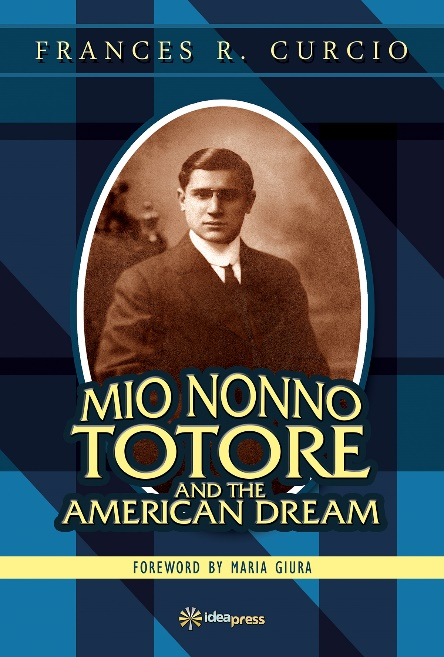 FRANCES R. CURCIO
MIO NONNO
TOTORE
AND THE
AMERICAN DREAM
FOREWORD BY MARIA GIURA
ideapress